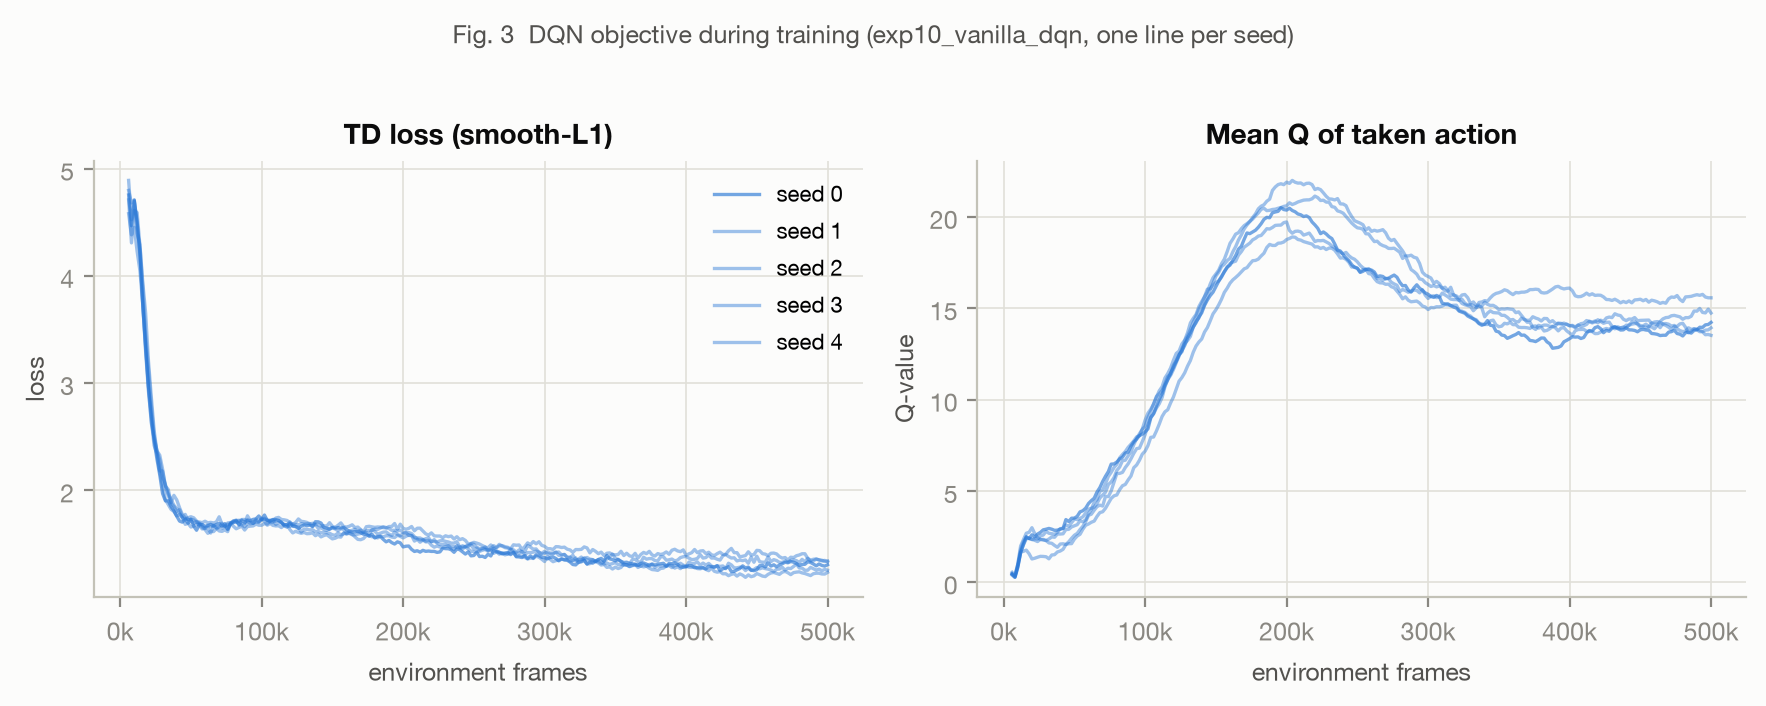 Fig. 3  DQN objective during training (exp10_vanilla_dqn, one line per seed)
TD loss (smooth-L1)
5
4
3
2
loss
seed 0
seed 1
seed 2
seed 3
seed 4
0k 100k 200k 300k 400k 500k
environment frames
Mean Q of taken action
20
15
10
5
0
Q-value
0k 100k 200k 300k 400k 500k
environment frames